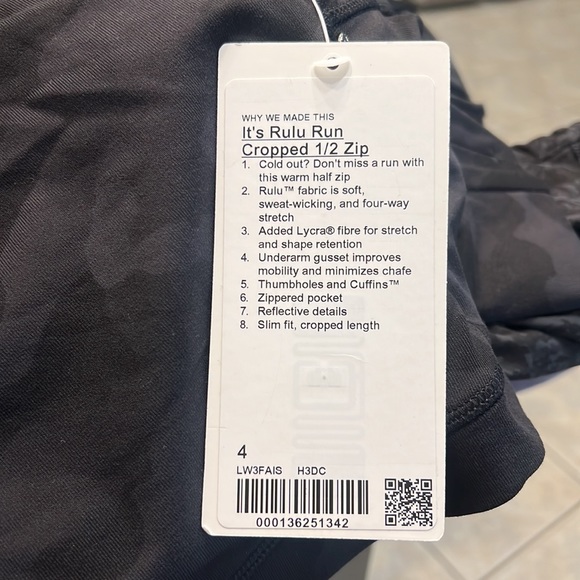 WHY WE MADE THIS
It's Rulu Run
Cropped 1/2 Zip
1. Cold out? Don't miss a run with
this warm half zip
2. Rulu™ fabric is soft,
sweat-wicking, and four-way
stretch
3. Added Lycra® fibre for stretch
and shape retention
4. Underarm gusset improves
mobility and minimizes chafe
5. Thumbholes and Cuffins™
6. Zippered pocket
7. Reflective details
8. Slim fit, cropped length
4
LW3FAIS H3DC
000136251342